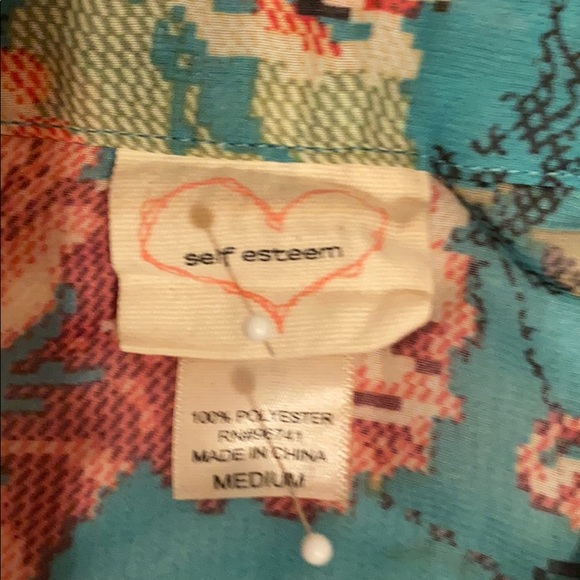 self esteem
100% POLYESTER
RN#96741
MADE IN CHINA
MEDIUM